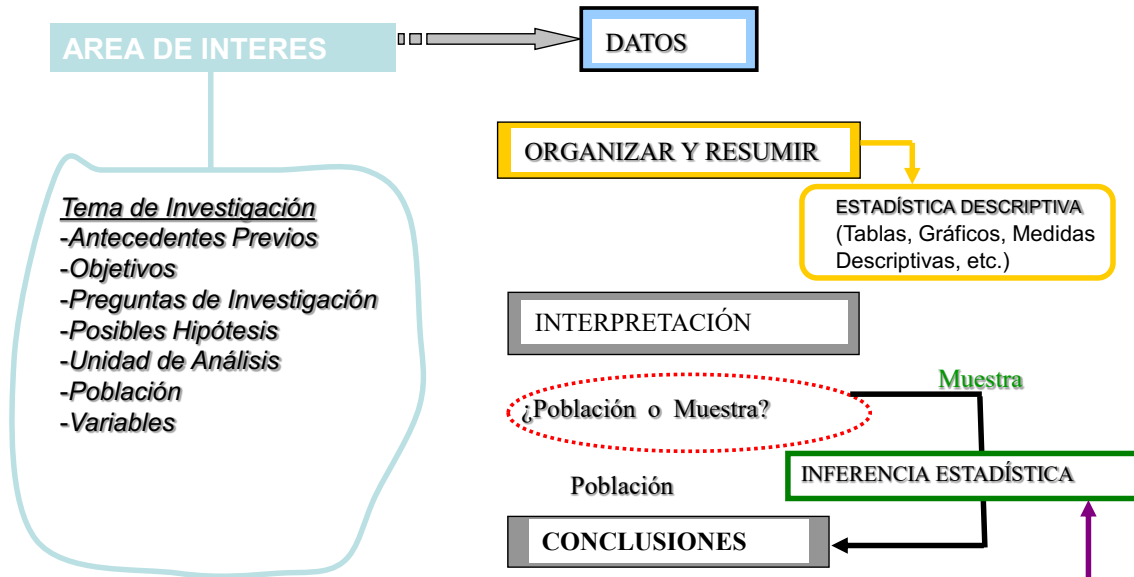 AREA DE INTERES
DATOS
ORGANIZAR Y RESUMIR
ESTADÍSTICA DESCRIPTIVA
(Tablas, Gráficos, Medidas
Descriptivas, etc.)
Tema de Investigación
-Antecedentes Previos
-Objetivos
-Preguntas de Investigación
-Posibles Hipótesis
-Unidad de Análisis
-Población
-Variables
INTERPRETACIÓN
¿Población o Muestra?
Muestra
INFERENCIA ESTADÍSTICA
Población
CONCLUSIONES